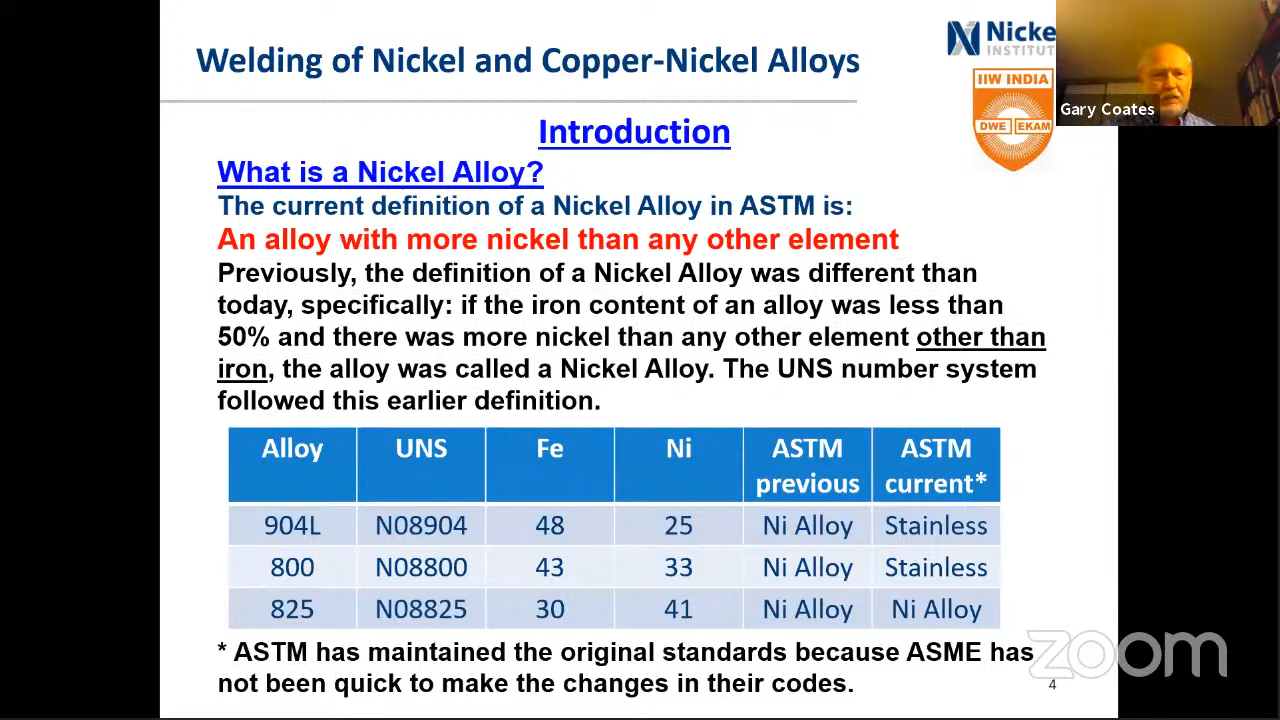 Welding of Nickel and Copper-Nickel Alloys
Nicke
INSTITUT
IIW INDIA
DWE EKAM
Gary Coates
Introduction
What is a Nickel Alloy?
The current definition of a Nickel Alloy in ASTM is:
An alloy with more nickel than any other element
Previously, the definition of a Nickel Alloy was different than
today, specifically: if the iron content of an alloy was less than
50% and there was more nickel than any other element other than
iron, the alloy was called a Nickel Alloy. The UNS number system
followed this earlier definition.
Alloy UNS Fe Ni ASTM previous ASTM current*
904L N08904 48 25 Ni Alloy Stainless
800 N08800 43 33 Ni Alloy Stainless
825 N08825 30 41 Ni Alloy Ni Alloy
* ASTM has maintained the original standards because ASME has
not been quick to make the changes in their codes.
zoom
4